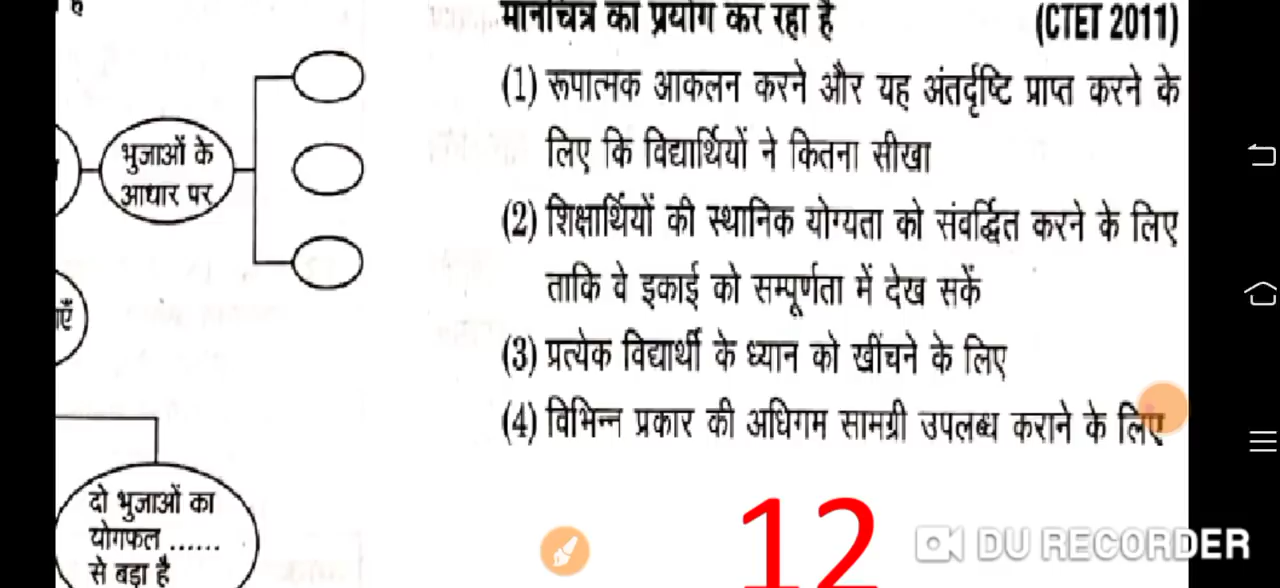 भुजाओं के
आधार पर
दो भुजाओं का
योगफल ......
से बड़ा है
मानचित्र का प्रयोग कर रहा है (CTET 2011)
(1) रूपात्मक आकलन करने और यह अंतर्दृष्टि प्राप्त करने के
लिए कि विद्यार्थियों ने कितना सीखा
(2) शिक्षार्थियों की स्थानिक योग्यता को संवर्द्धित करने के लिए
ताकि वे इकाई को सम्पूर्णता में देख सकें
(3) प्रत्येक विद्यार्थी के ध्यान को खींचने के लिए
(4) विभिन्न प्रकार की अधिगम सामग्री उपलब्ध कराने के लिए
12
DU RECORDER